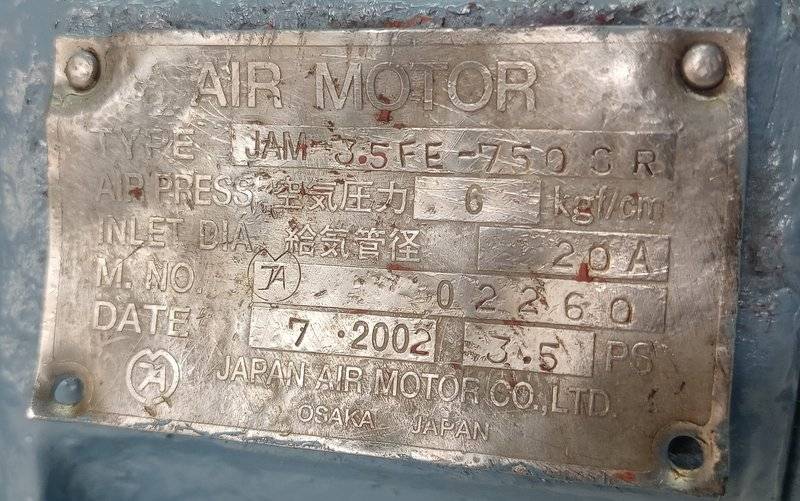 AIR MOTOR
TYPE JAM-3.5FE-750GR
AIR PRESS. 空気圧力 6 kgf/cm
INLET DIA. 給気管径 20A
M. NO. 02260
DATE 7.2002 3.5 PS
JAPAN AIR MOTOR CO.,LTD.
OSAKA JAPAN